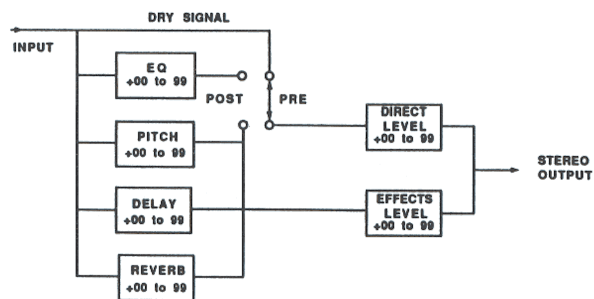 DRY SIGNAL
INPUT
EQ
+00 to 99
POST
PRE
PITCH
+00 to 99
DIRECT
LEVEL
+00 to 99
STEREO
OUTPUT
DELAY
+00 to 99
EFFECTS
LEVEL
+00 to 99
REVERB
+00 to 99